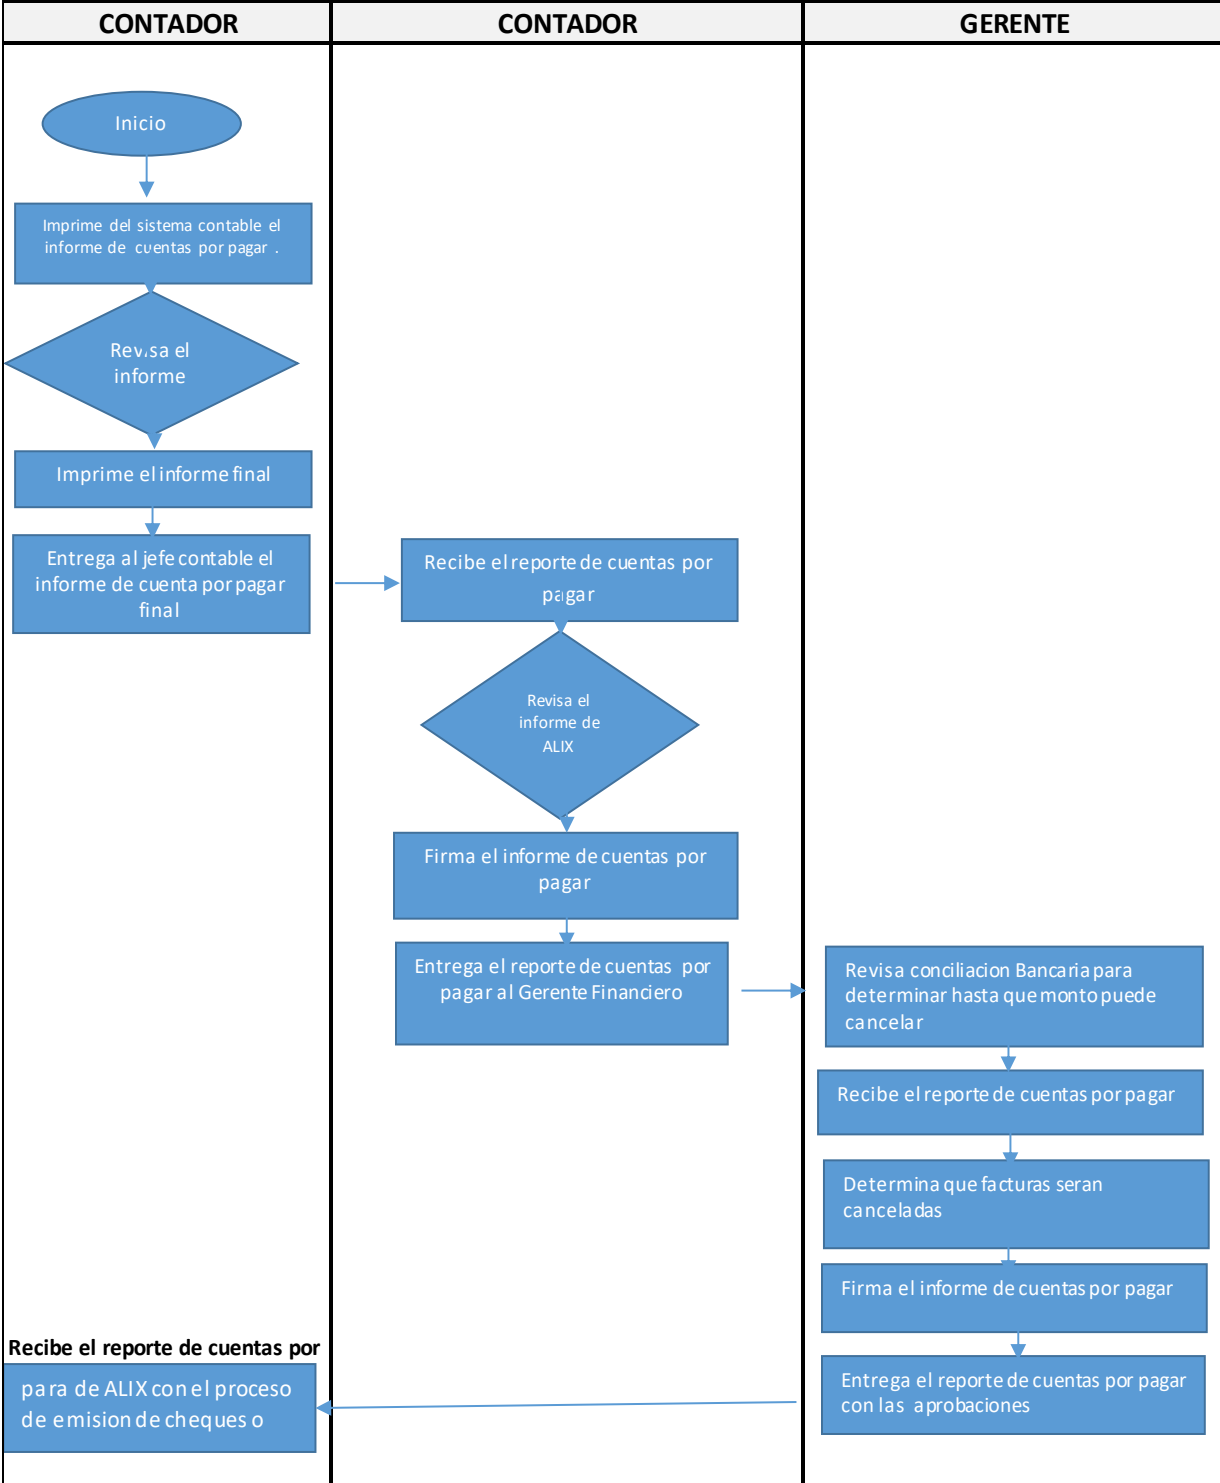 CONTADOR
CONTADOR
GERENTE
Inicio
Imprime del sistema contable el
informe de cuentas por pagar .
Revisa el
informe
Imprime el informe final
Entrega al jefe contable el
informe de cuenta por pagar
final
Recibe el reporte de cuentas por
pagar
Revisa el
informe de
ALIX
Firma el informe de cuentas por
pagar
Entrega el reporte de cuentas por
pagar al Gerente Financiero
Revisa conciliacion Bancaria para
determinar hasta que monto puede
cancelar
Recibe el reporte de cuentas por pagar
Determina que facturas seran
canceladas
Firma el informe de cuentas por pagar
Entrega el reporte de cuentas por pagar
con las aprobaciones
Recibe el reporte de cuentas por
para de ALIX con el proceso
de emision de cheques o